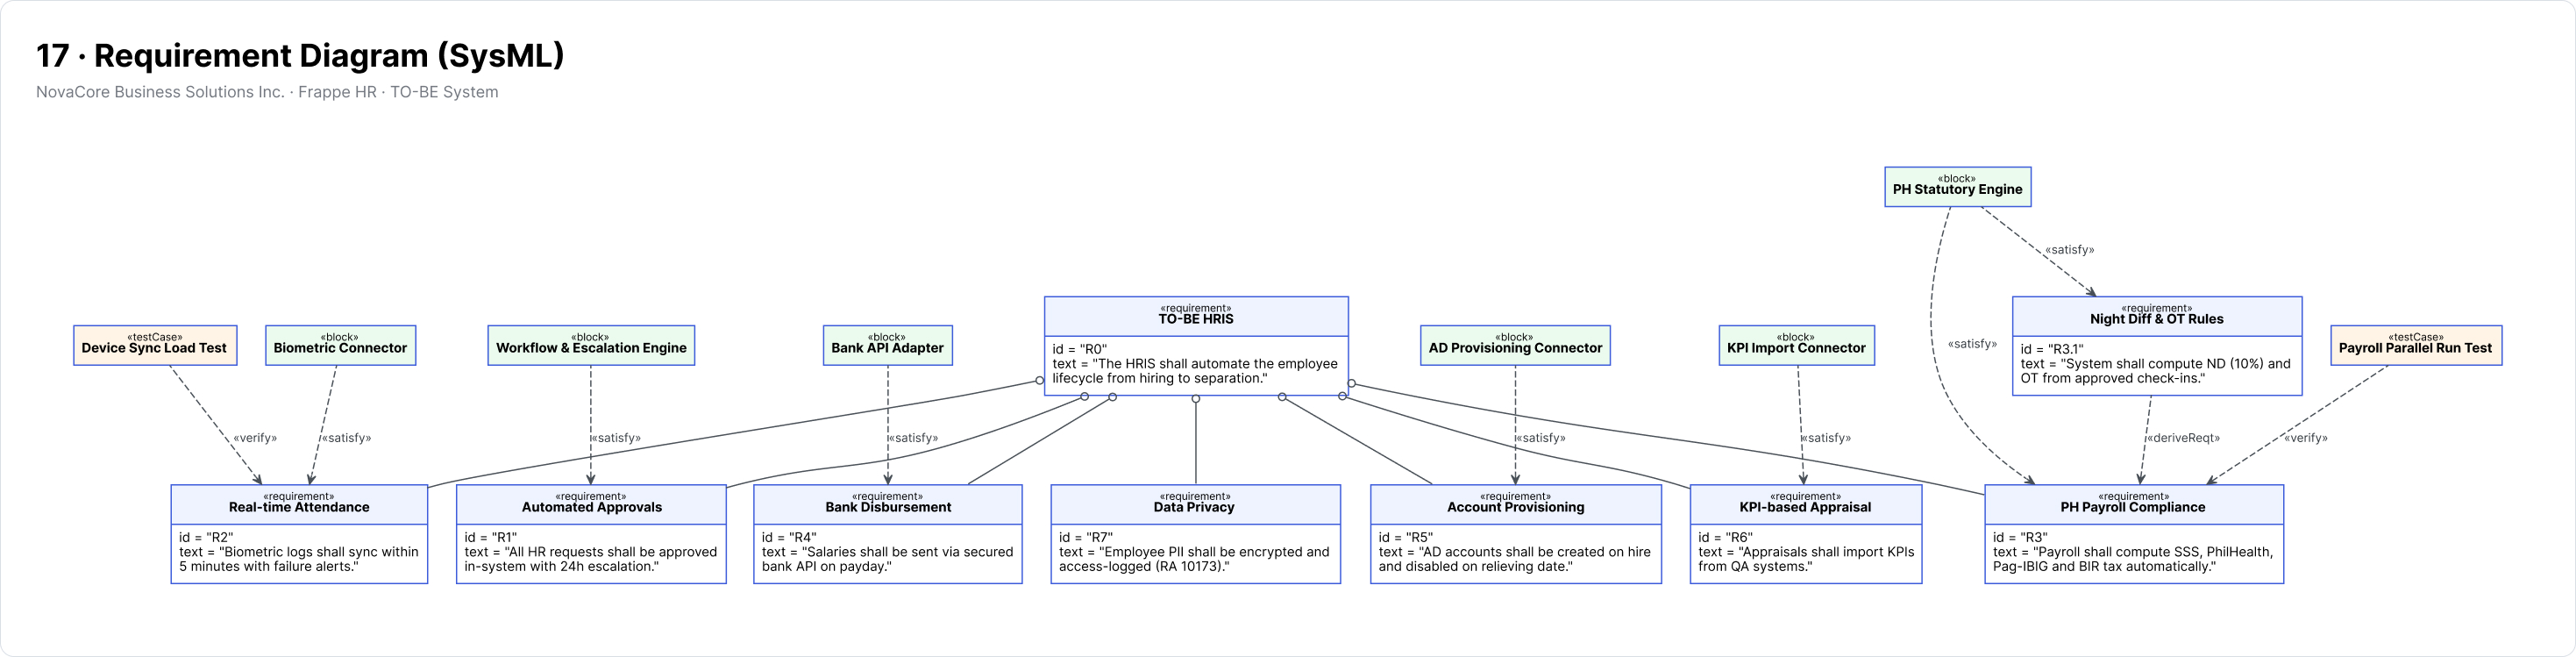 17 · Requirement Diagram (SysML)
NovaCore Business Solutions Inc. · Frappe HR · TO-BE System
«block»
PH Statutory Engine
«satisfy»
«satisfy»
«testCase»
Device Sync Load Test
«block»
Biometric Connector
«block»
Workflow & Escalation Engine
«block»
Bank API Adapter
«requirement»
TO-BE HRIS
id = "R0"
text = "The HRIS shall automate the employee
lifecycle from hiring to separation."
«block»
AD Provisioning Connector
«block»
KPI Import Connector
«requirement»
Night Diff & OT Rules
id = "R3.1"
text = "System shall compute ND (10%) and
OT from approved check-ins."
«testCase»
Payroll Parallel Run Test
«verify»
«satisfy»
«satisfy»
«satisfy»
«satisfy»
«satisfy»
«deriveReqt»
«verify»
«requirement»
Real-time Attendance
id = "R2"
text = "Biometric logs shall sync within
5 minutes with failure alerts."
«requirement»
Automated Approvals
id = "R1"
text = "All HR requests shall be approved
in-system with 24h escalation."
«requirement»
Bank Disbursement
id = "R4"
text = "Salaries shall be sent via secured
bank API on payday."
«requirement»
Data Privacy
id = "R7"
text = "Employee PII shall be encrypted and
access-logged (RA 10173)."
«requirement»
Account Provisioning
id = "R5"
text = "AD accounts shall be created on hire
and disabled on relieving date."
«requirement»
KPI-based Appraisal
id = "R6"
text = "Appraisals shall import KPIs
from QA systems."
«requirement»
PH Payroll Compliance
id = "R3"
text = "Payroll shall compute SSS, PhilHealth,
Pag-IBIG and BIR tax automatically."